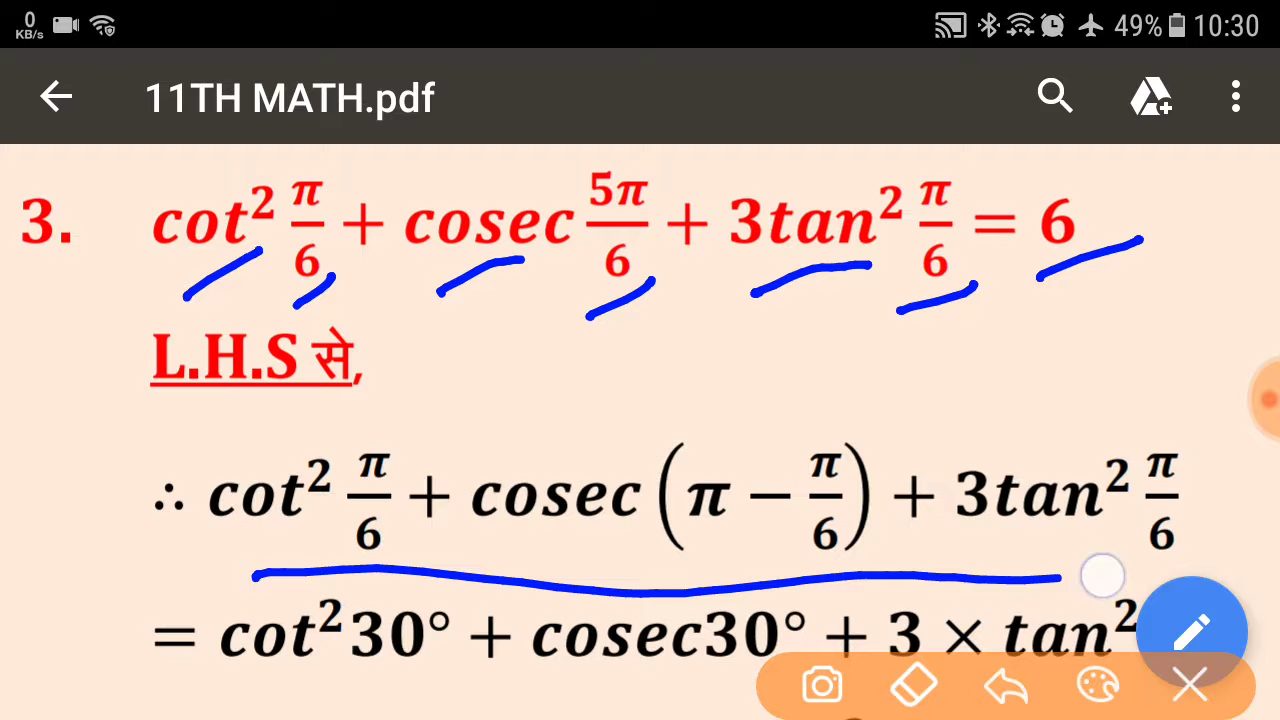 0 KB/s 49% 10:30
11TH MATH.pdf
3. cot² π/6 + cosec 5π/6 + 3tan² π/6 = 6
L.H.S से,
∴ cot² π/6 + cosec (π − π/6) + 3tan² π/6
= cot²30° + cosec30° + 3 × tan²